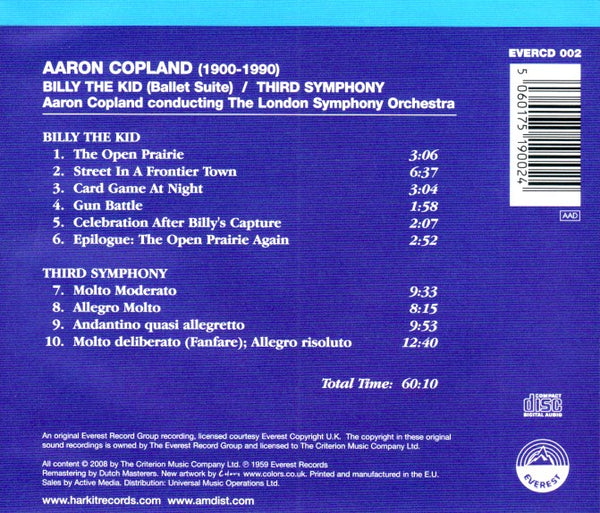 EVERCD 002
AARON COPLAND (1900-1990)
BILLY THE KID (Ballet Suite) / THIRD SYMPHONY
Aaron Copland conducting The London Symphony Orchestra
5 060175 190024
AAD
BILLY THE KID
1. The Open Prairie 3:06
2. Street In A Frontier Town 6:37
3. Card Game At Night 3:04
4. Gun Battle 1:58
5. Celebration After Billy's Capture 2:07
6. Epilogue: The Open Prairie Again 2:52
THIRD SYMPHONY
7. Molto Moderato 9:33
8. Allegro Molto 8:15
9. Andantino quasi allegretto 9:53
10. Molto deliberato (Fanfare); Allegro risoluto 12:40
Total Time: 60:10
COMPACT
disc
DIGITAL AUDIO
An original Everest Record Group recording, licensed courtesy Everest Copyright U.K. The copyright in these original
sound recordings is owned by The Everest Record Group and licensed to The Criterion Music Company Ltd.
All content © 2008 by The Criterion Music Company Ltd. ℗ 1959 Everest Records
Remastering by Dutch Masterers. New artwork by www.colors.co.uk. Printed and manufactured in the E.U.
Sales by Active Media. Distribution: Universal Music Operations Ltd.
www.harkitrecords.com www.amdist.com
EVEREST